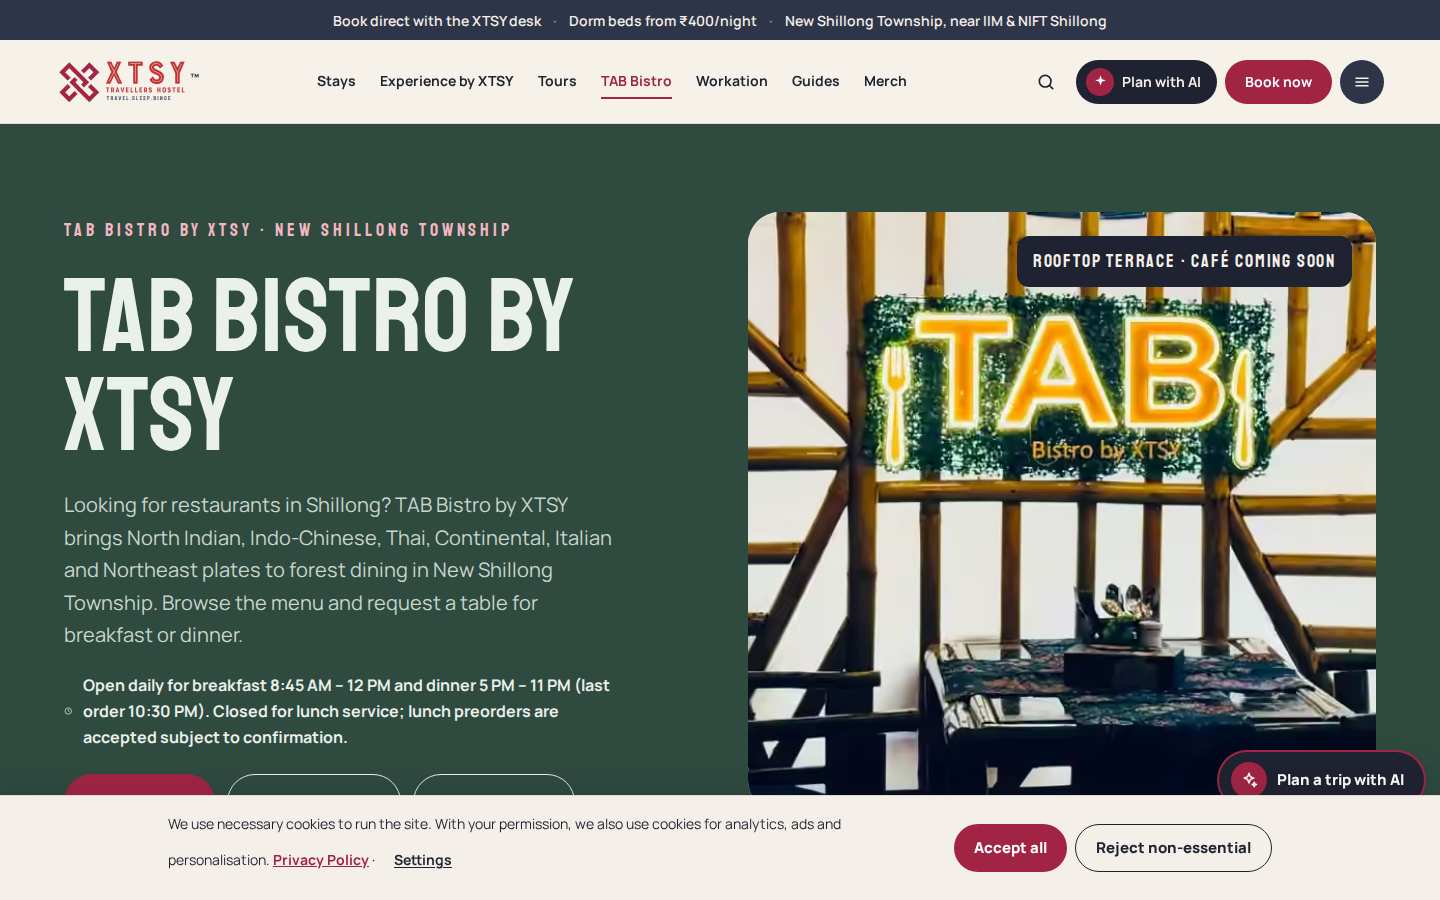 Book direct with the XTSY desk · Dorm beds from ₹400/night · New Shillong Township, near IIM & NIFT Shillong
XTSY ™
TRAVELLERS HOSTEL
TRAVEL.SLEEP.BINGE
Stays Experience by XTSY Tours TAB Bistro Workation Guides Merch
Plan with AI
Book now
TAB BISTRO BY XTSY · NEW SHILLONG TOWNSHIP
TAB BISTRO BY
XTSY
Looking for restaurants in Shillong? TAB Bistro by XTSY
brings North Indian, Indo-Chinese, Thai, Continental, Italian
and Northeast plates to forest dining in New Shillong
Township. Browse the menu and request a table for
breakfast or dinner.
Open daily for breakfast 8:45 AM – 12 PM and dinner 5 PM – 11 PM (last
order 10:30 PM). Closed for lunch service; lunch preorders are
accepted subject to confirmation.
ROOFTOP TERRACE · CAFÉ COMING SOON
TAB
Bistro by XTSY
Plan a trip with AI
We use necessary cookies to run the site. With your permission, we also use cookies for analytics, ads and
personalisation. Privacy Policy · Settings
Accept all
Reject non-essential